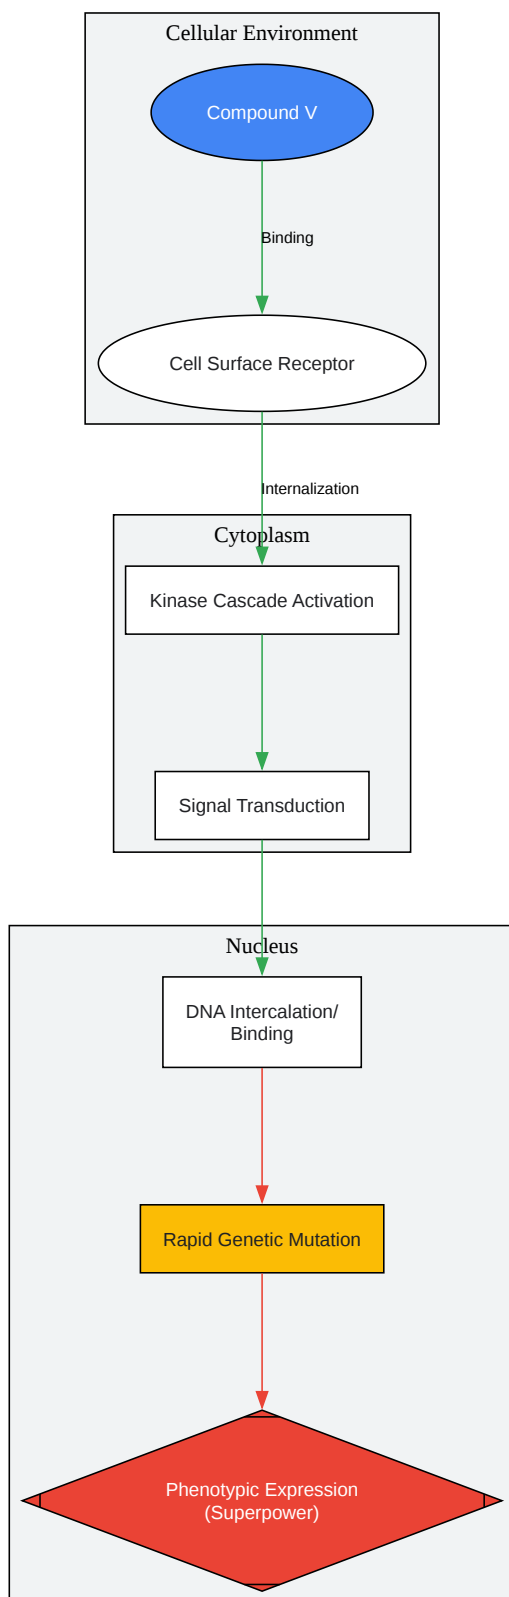 Cellular Environment
Compound V
Binding
Cell Surface Receptor
Internalization
Cytoplasm
Kinase Cascade Activation
Signal Transduction
Nucleus
DNA Intercalation/
Binding
Rapid Genetic Mutation
Phenotypic Expression
(Superpower)